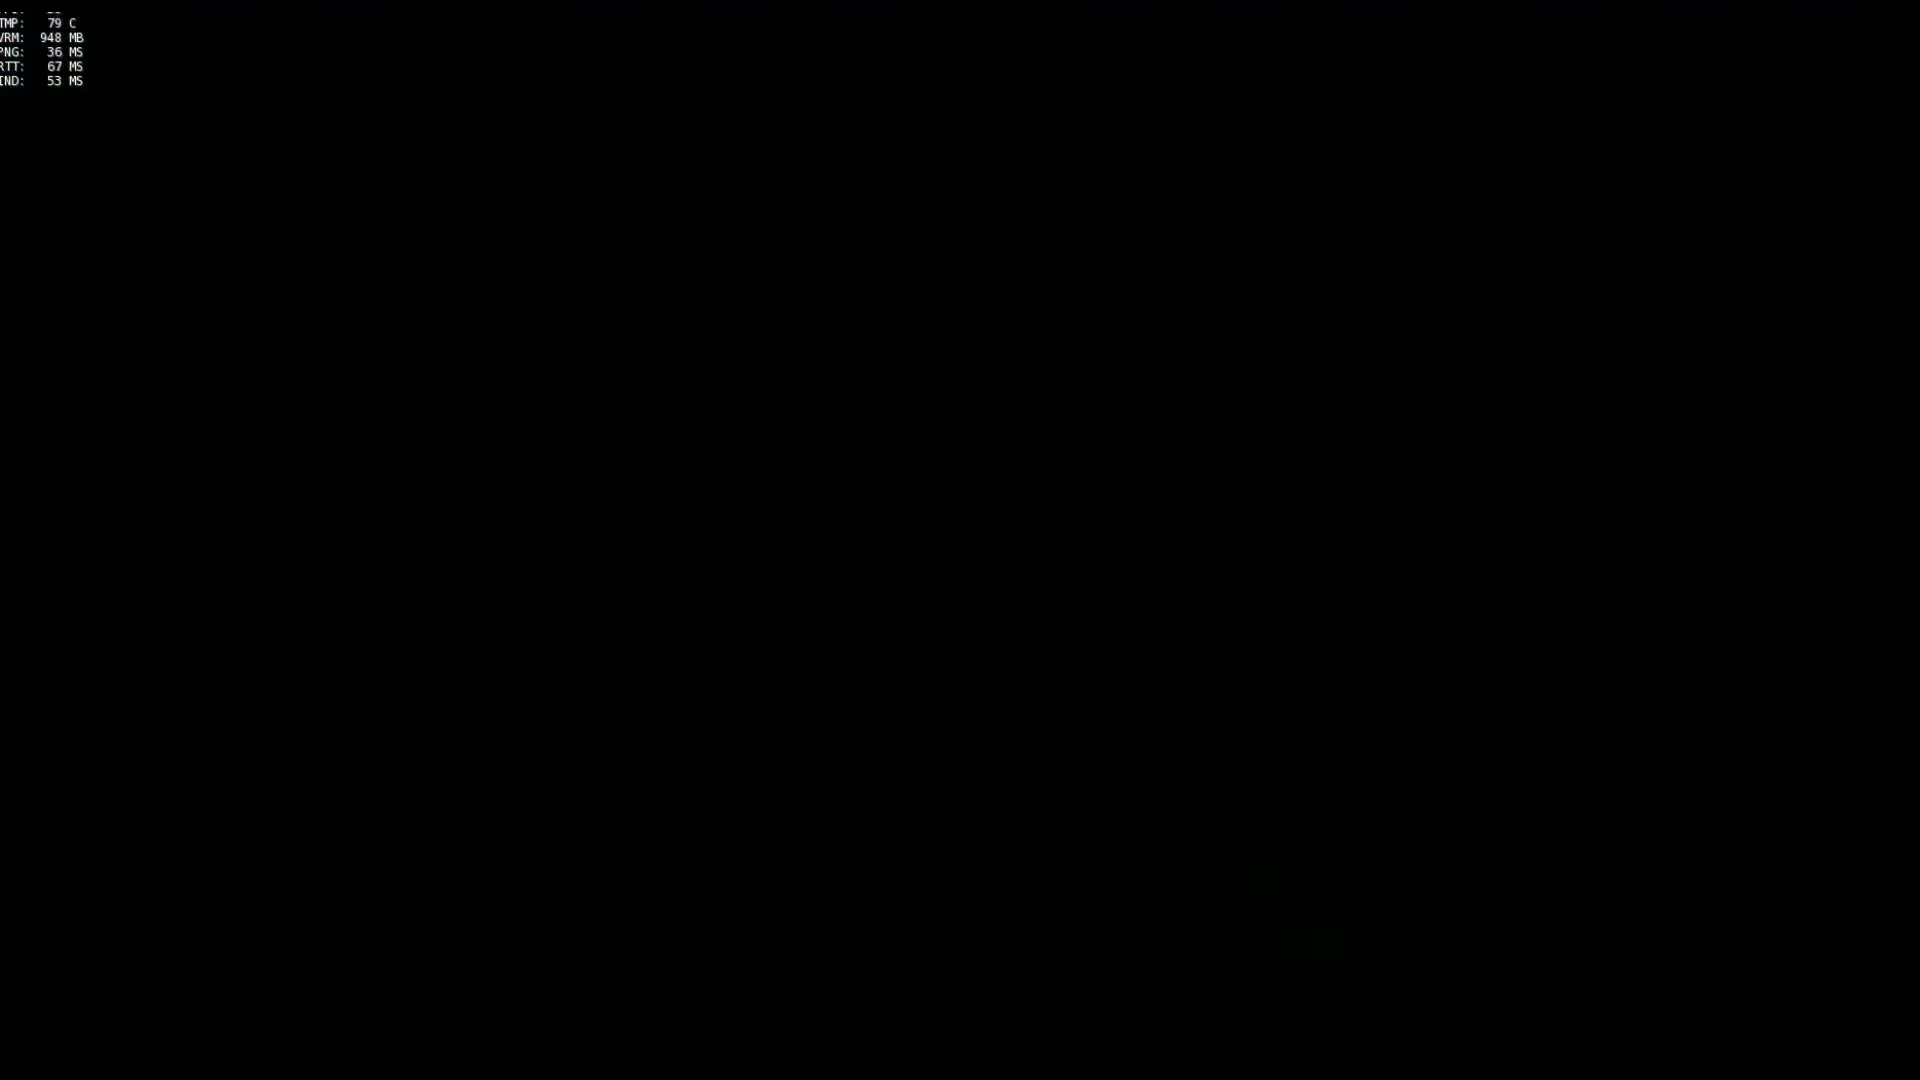 TMP: 79 C
VRM: 948 MB
PNG: 36 MS
RTT: 67 MS
IND: 53 MS